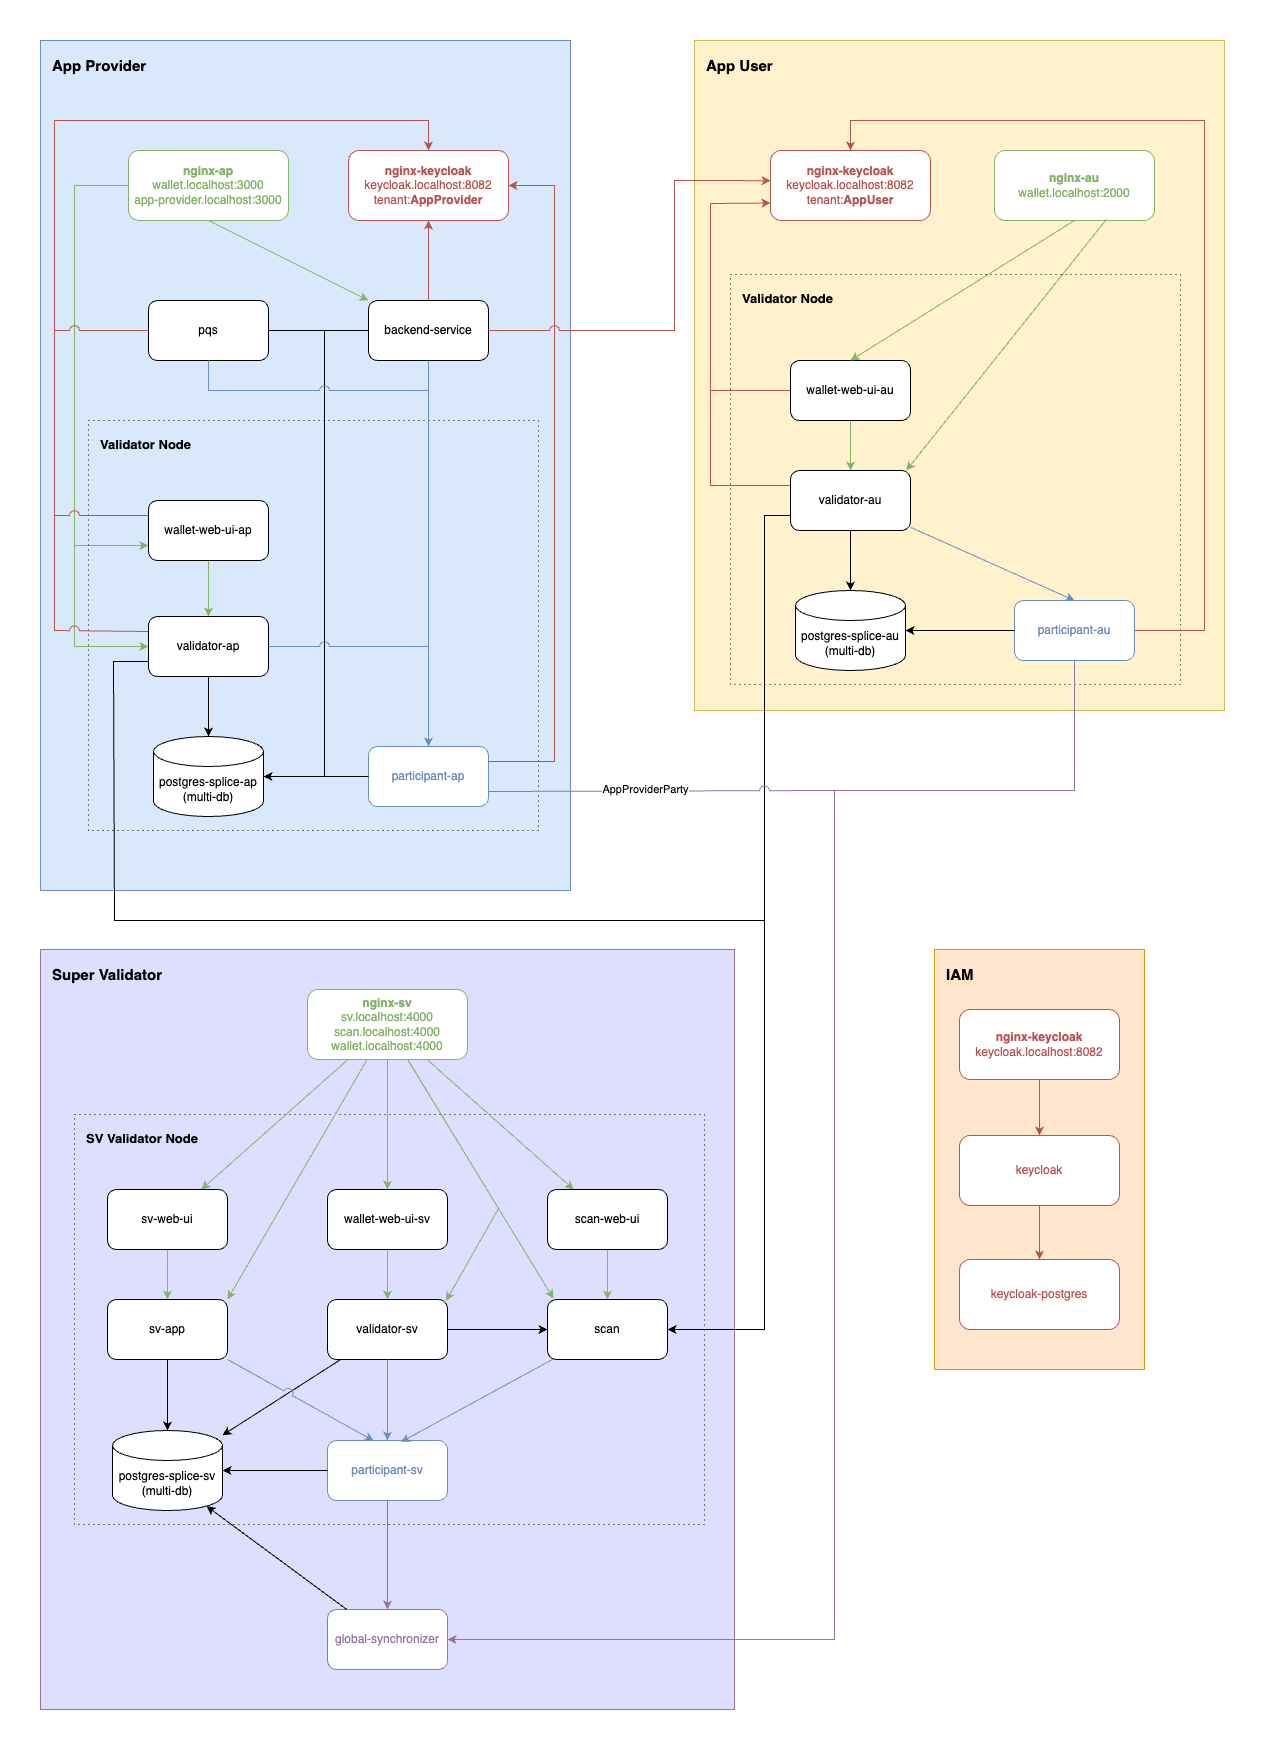 App Provider
nginx-ap
wallet.localhost:3000
app-provider.localhost:3000
nginx-keycloak
keycloak.localhost:8082
tenant:AppProvider
pqs
backend-service
Validator Node
wallet-web-ui-ap
validator-ap
postgres-splice-ap
(multi-db)
participant-ap
AppProviderParty
App User
nginx-keycloak
keycloak.localhost:8082
tenant:AppUser
nginx-au
wallet.localhost:2000
Validator Node
wallet-web-ui-au
validator-au
postgres-splice-au
(multi-db)
participant-au
Super Validator
nginx-sv
sv.localhost:4000
scan.localhost:4000
wallet.localhost:4000
SV Validator Node
sv-web-ui
wallet-web-ui-sv
scan-web-ui
sv-app
validator-sv
scan
postgres-splice-sv
(multi-db)
participant-sv
global-synchronizer
IAM
nginx-keycloak
keycloak.localhost:8082
keycloak
keycloak-postgres